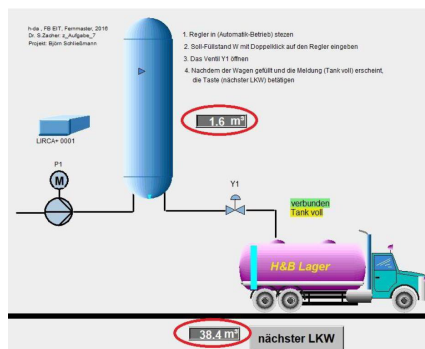 h-da , FB EIT, Fernmaster, 2016
Dr. S.Zacher z_Aufgabe_7
Projekt: Björn Schließmann
1. Regler in (Automatik-Betrieb) stezen
2. Soll-Füllstand W mit Doppelklick auf den Regler eingeben
3. Das Ventil Y1 öffnen
4. Nachdem der Wagen gefüllt und die Meldung (Tank voll) erscheint,
die Taste (nächster LKW) betätigen
1.6 m³
LIRCA+ 0001
P1
M
Y1
verbunden
Tank voll
H&B Lager
38.4 m³
nächster LKW